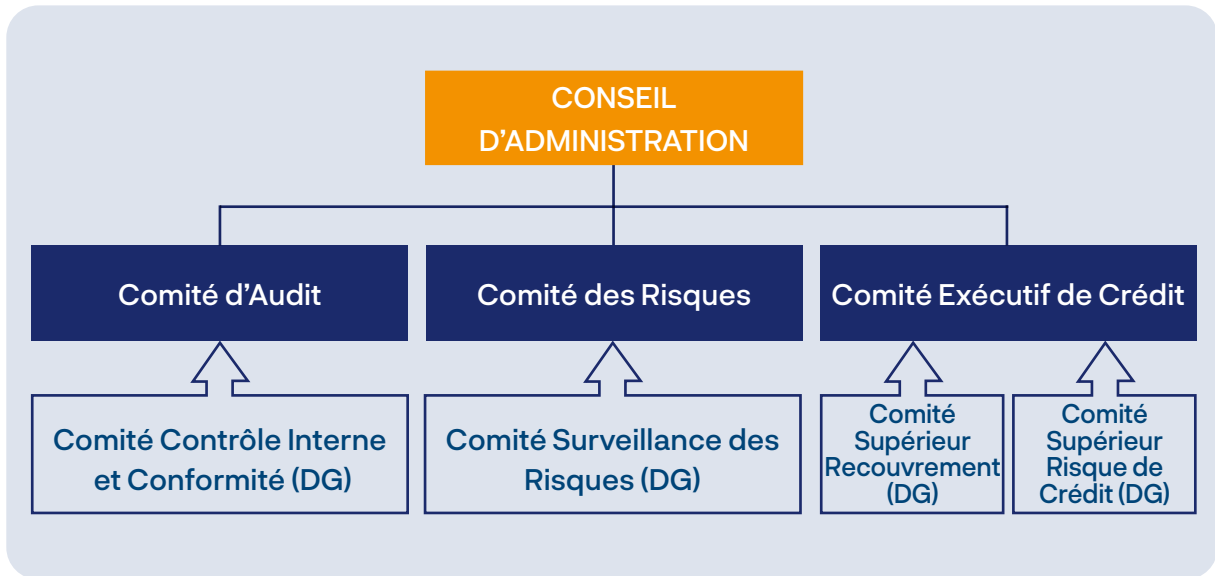 CONSEIL
D'ADMINISTRATION
Comité d'Audit
Comité des Risques
Comité Exécutif de Crédit
Comité Contrôle Interne
et Conformité (DG)
Comité Surveillance des
Risques (DG)
Comité
Supérieur
Recouvrement
(DG)
Comité
Supérieur
Risque de
Crédit (DG)